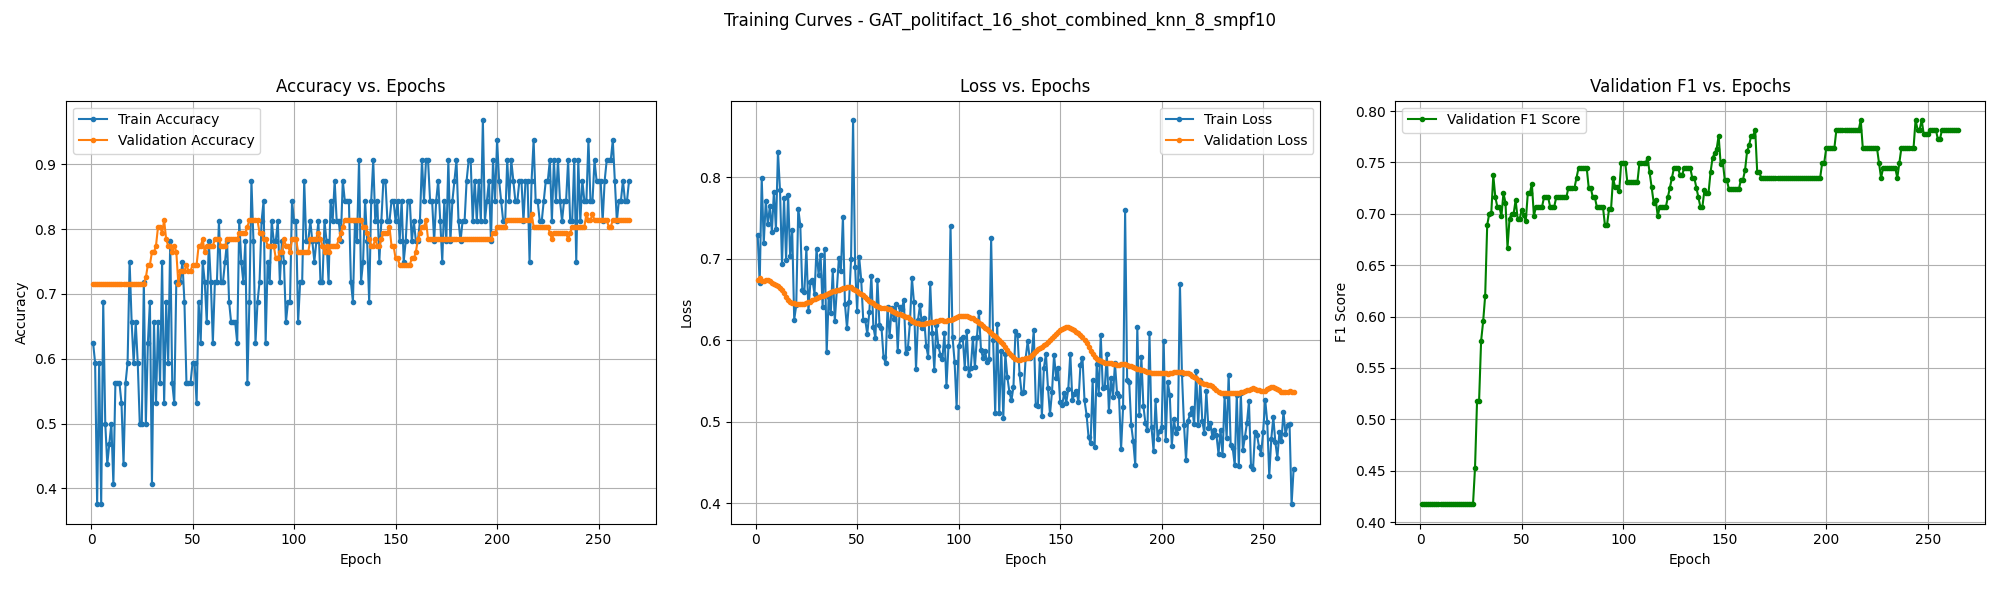 Training Curves - GAT_politifact_16_shot_combined_knn_8_smpf10
Accuracy vs. Epochs
Train Accuracy
Validation Accuracy
0.9
0.8
0.7
0.6
0.5
0.4
Accuracy
0 50 100 150 200 250
Epoch
Loss vs. Epochs
Train Loss
Validation Loss
0.8
0.7
0.6
0.5
0.4
Loss
0 50 100 150 200 250
Epoch
Validation F1 vs. Epochs
Validation F1 Score
0.80
0.75
0.70
0.65
0.60
0.55
0.50
0.45
0.40
F1 Score
0 50 100 150 200 250
Epoch